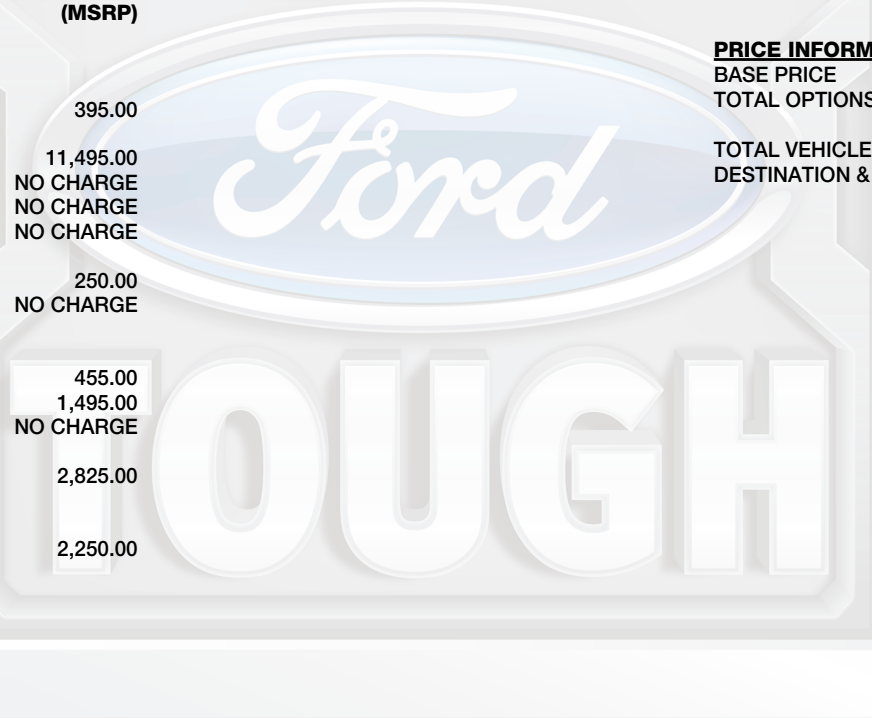 (MSRP)
395.00
11,495.00
NO CHARGE
NO CHARGE
NO CHARGE
250.00
NO CHARGE
455.00
1,495.00
NO CHARGE
2,825.00
2,250.00
PRICE INFORM
BASE PRICE
TOTAL OPTIONS
TOTAL VEHICLE
DESTINATION &
Ford
TOUGH